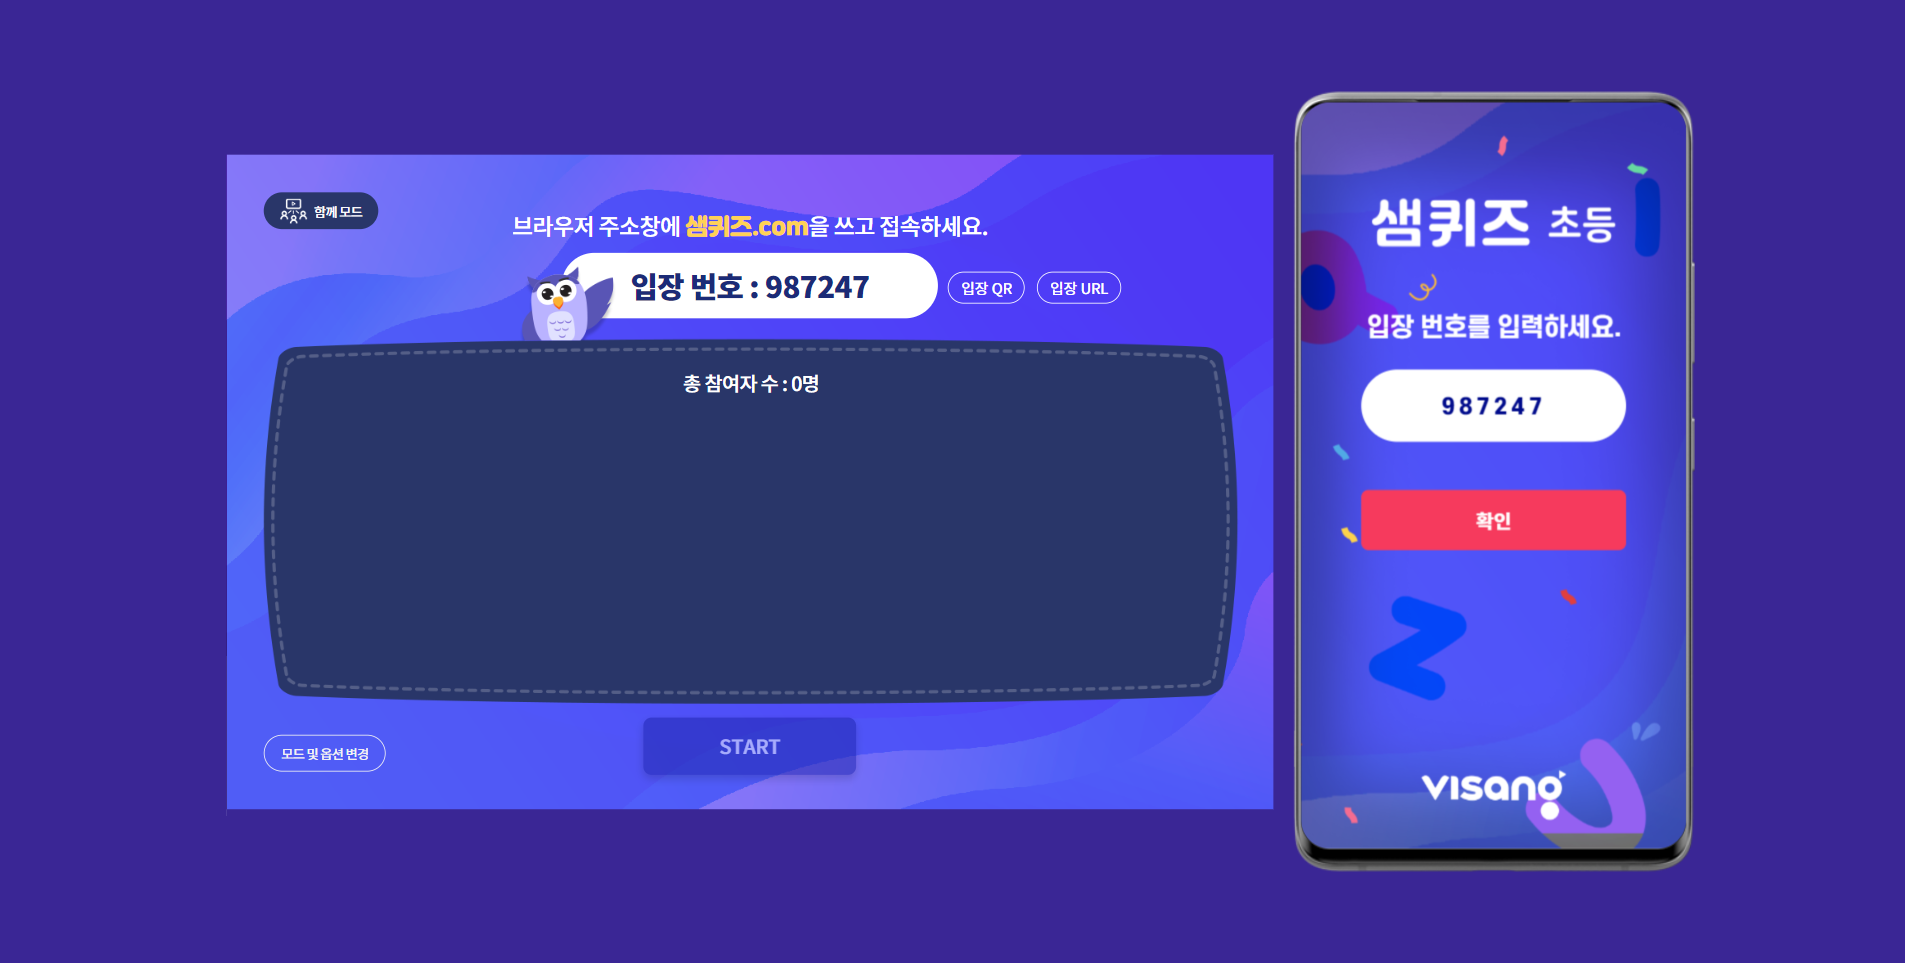 함께 모드
브라우저 주소창에 샘퀴즈.com을 쓰고 접속하세요.
입장 번호 : 987247
입장 QR
입장 URL
총 참여자 수 : 0명
START
모드 및 옵션 변경
샘퀴즈 초등
입장 번호를 입력하세요.
987247
확인
visang